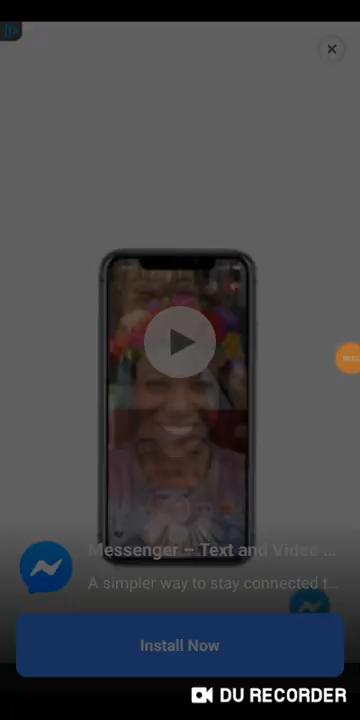 Messenger – Text and Video ...
A simpler way to stay connected t...
Install Now
DU RECORDER